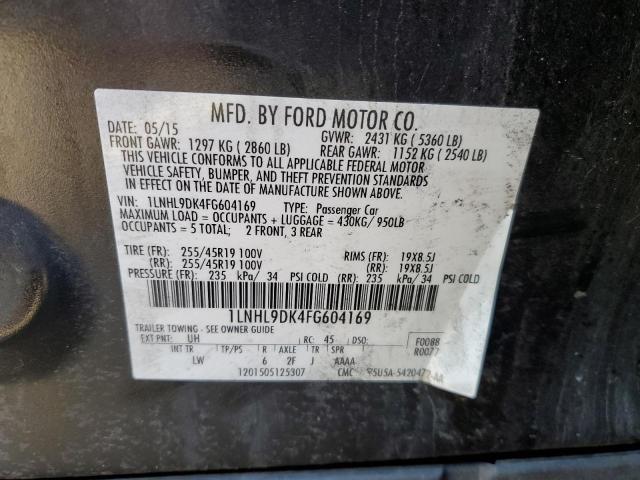 MFD. BY FORD MOTOR CO.
DATE: 05/15 GVWR: 2431 KG ( 5360 LB)
FRONT GAWR: 1297 KG ( 2860 LB) REAR GAWR: 1152 KG ( 2540 LB)
THIS VEHICLE CONFORMS TO ALL APPLICABLE FEDERAL MOTOR
VEHICLE SAFETY, BUMPER, AND THEFT PREVENTION STANDARDS
IN EFFECT ON THE DATE OF MANUFACTURE SHOWN ABOVE.
VIN: 1LNHL9DK4FG604169 TYPE: Passenger Car
MAXIMUM LOAD = OCCUPANTS + LUGGAGE = 430KG/ 950LB
OCCUPANTS = 5 TOTAL; 2 FRONT, 3 REAR
TIRE (FR): 255/45R19 100V RIMS (FR): 19X8.5J
(RR): 255/45R19 100V (RR): 19X8.5J
PRESSURE (FR): 235 kPa/ 34 PSI COLD (RR): 235 kPa/ 34 PSI COLD
1LNHL9DK4FG604169
TRAILER TOWING - SEE OWNER GUIDE
EXT PNT: UH RC: 45 DSO: F0088
R0077
INT TR TP/PS R AXLE TR SPR
LW 6 2F J AAAA
1201505125307 CMC